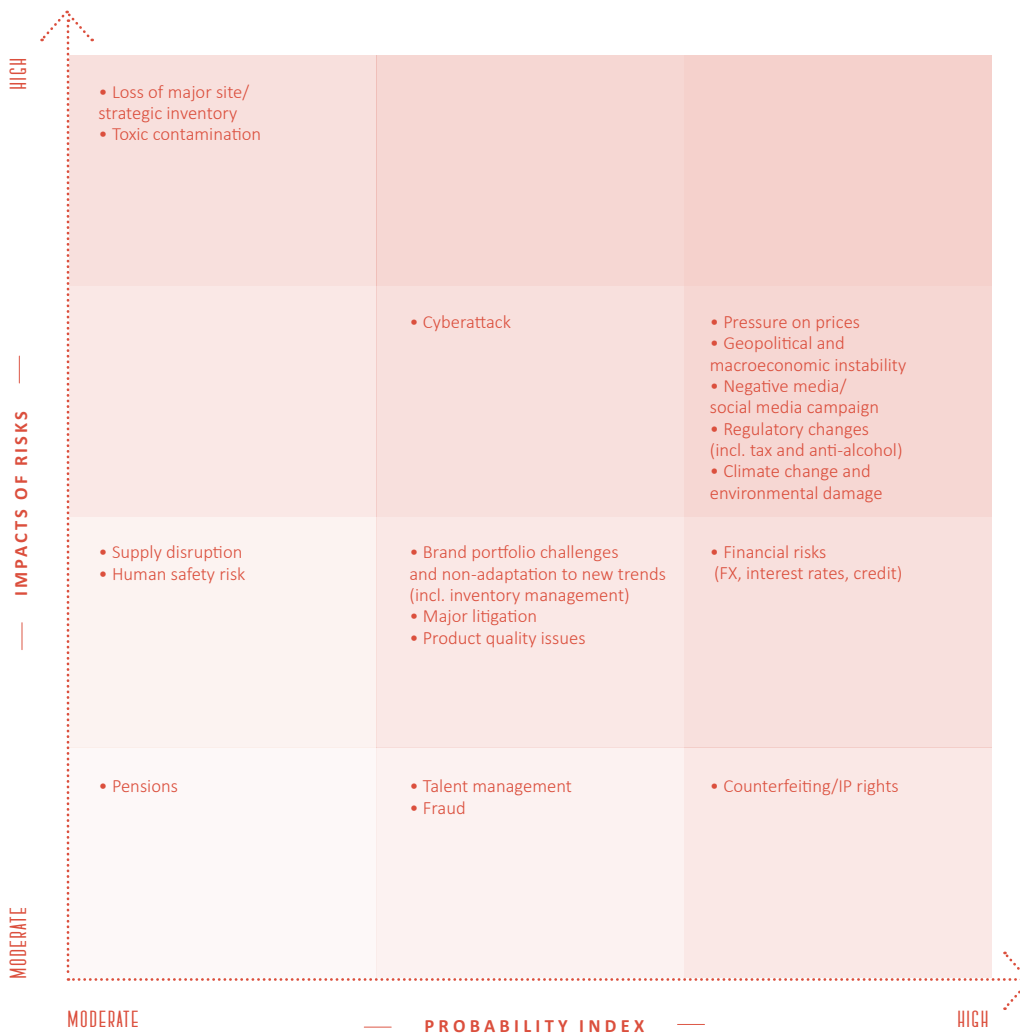 HIGH
• Loss of major site/
strategic inventory
• Toxic contamination
• Cyberattack
• Pressure on prices
• Geopolitical and
macroeconomic instability
• Negative media/
social media campaign
• Regulatory changes
(incl. tax and anti-alcohol)
• Climate change and
environmental damage
IMPACTS OF RISKS
• Supply disruption
• Human safety risk
• Brand portfolio challenges
and non-adaptation to new trends
(incl. inventory management)
• Major litigation
• Product quality issues
• Financial risks
(FX, interest rates, credit)
• Pensions
• Talent management
• Fraud
• Counterfeiting/IP rights
MODERATE
MODERATE
PROBABILITY INDEX
HIGH